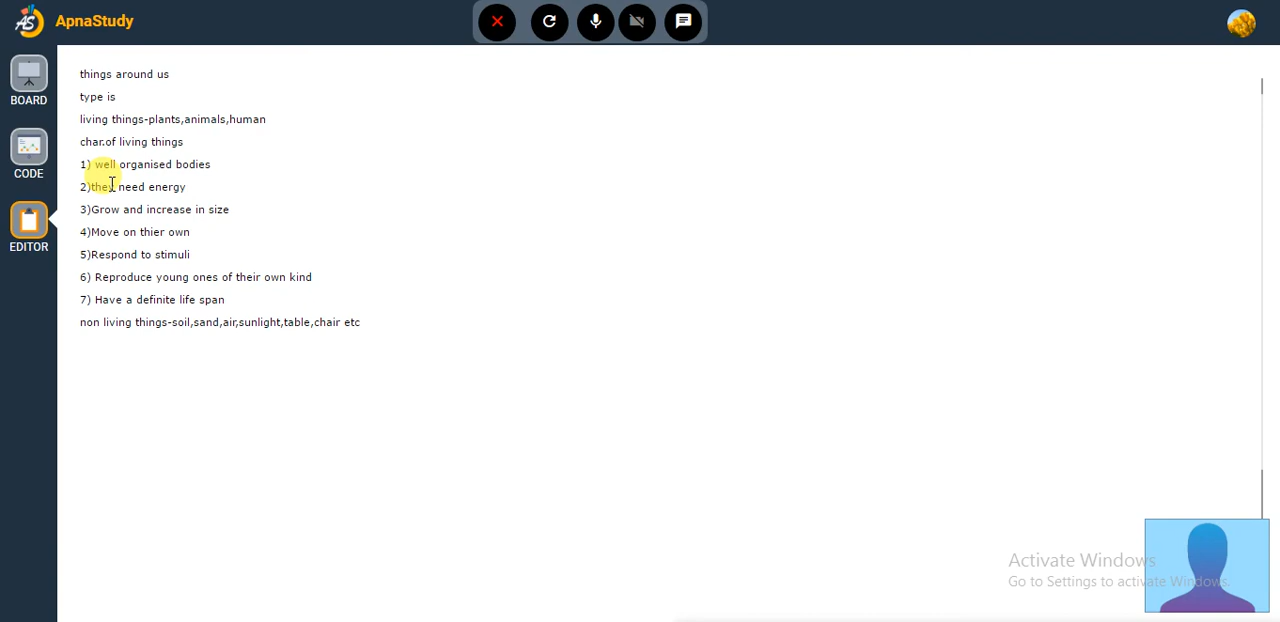 AS ApnaStudy
BOARD
CODE
EDITOR
things around us
type is
living things-plants,animals,human
char.of living things
1) well organised bodies
2)they need energy
3)Grow and increase in size
4)Move on thier own
5)Respond to stimuli
6) Reproduce young ones of their own kind
7) Have a definite life span
non living things-soil,sand,air,sunlight,table,chair etc
Activate Windows
Go to Settings to activate Windows.